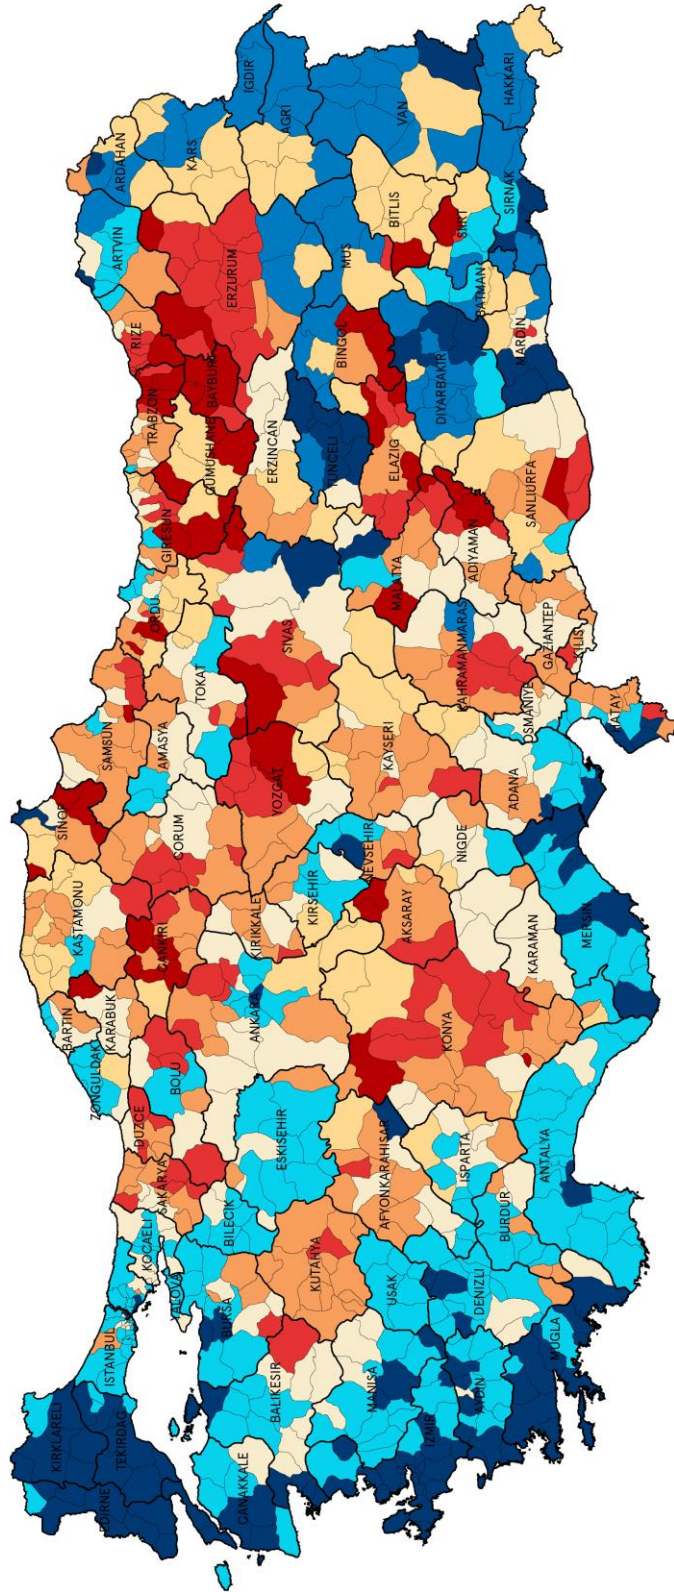 KIRKLARELI
EDIRNE
TEKIRDAG
ISTANBUL
CANAKKALE
KOCAELI
YALOVA
SAKARYA
DUZCE
ZONGULDAK
BARTIN
KARABUK
KASTAMONU
SINOP
SAMSUN
ORDU
GIRESUN
TRABZON
RIZE
ARTVIN
ARDAHAN
BURSA
BILECIK
BOLU
CANKIRI
CORUM
AMASYA
TOKAT
GUMUSHANE
BAYBURT
ERZURUM
KARS
IGDIR
BALIKESIR
KUTAHYA
ESKISEHIR
ANKARA
KIRIKKALE
YOZGAT
SIVAS
ERZINCAN
AGRI
MANISA
USAK
AFYONKARAHISAR
KIRSEHIR
NEVSEHIR
KAYSERI
MALATYA
TUNCELI
ELAZIG
BINGOL
MUS
BITLIS
VAN
IZMIR
AYDIN
DENIZLI
BURDUR
ISPARTA
KONYA
AKSARAY
NIGDE
KAHRAMANMARAS
ADIYAMAN
DIYARBAKIR
BATMAN
SIIRT
SIRNAK
HAKKARI
MUGLA
ANTALYA
KARAMAN
MERSIN
ADANA
OSMANIYE
GAZIANTEP
KILIS
HATAY
SANLIURFA
MARDIN